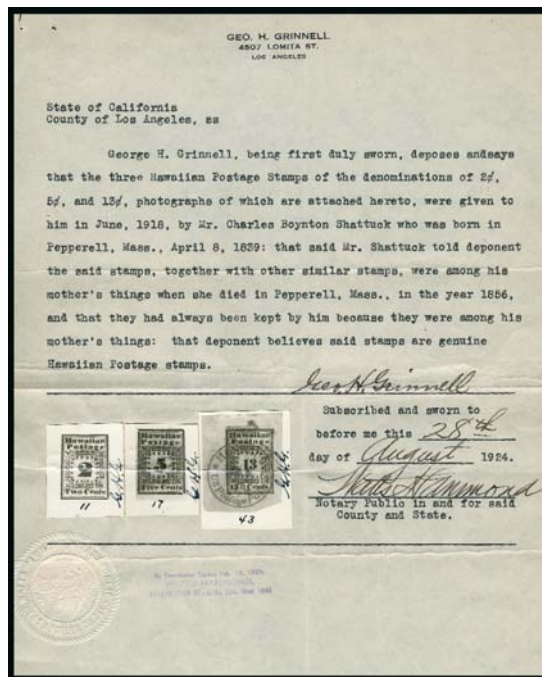 GEO. H. GRINNELL
4507 LOMITA ST.
LOS ANGELES
State of California
County of Los Angeles, ss
George H. Grinnell, being first duly sworn, deposes andsays
that the three Hawaiian Postage Stamps of the denominations of 2¢,
5¢, and 13¢, photographs of which are attached hereto, were given to
him in June, 1918, by Mr. Charles Boynton Shattuck who was born in
Pepperell, Mass., April 8, 1839: that said Mr. Shattuck told deponent
the said stamps, together with other similar stamps, were among his
mother's things when she died in Pepperell, Mass., in the year 1856,
and that they had always been kept by him because they were among his
mother's things: that deponent believes said stamps are genuine
Hawaiian Postage stamps.
Geo. H. Grinnell
Subscribed and sworn to
before me this 28th
day of August 1924.
Hammond
Notary Public in and for said
County and State.
Hawaiian Postage 2 Two Cents
Hawaiian Postage 5 Cents
Hawaiian Postage 13 Cents
G.H.G. G.H.G. G.H.G.
11 17 43